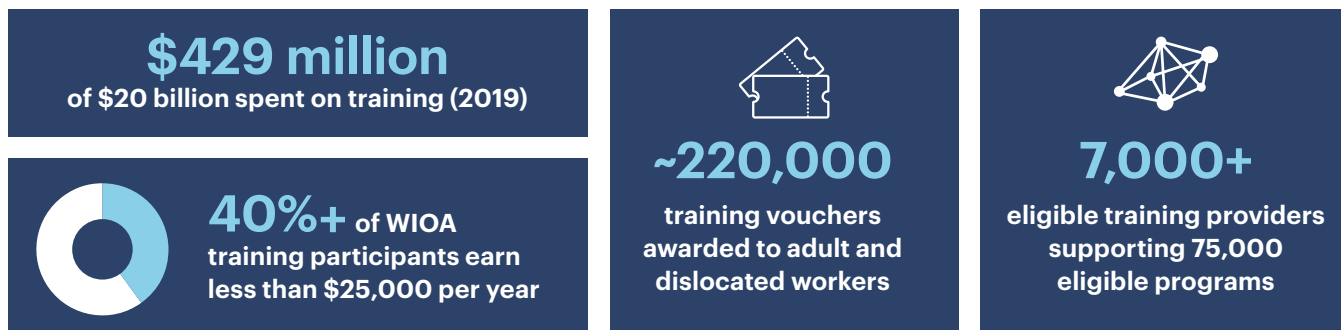 $429 million
of $20 billion spent on training (2019)
40%+ of WIOA
training participants earn
less than $25,000 per year
~220,000
training vouchers
awarded to adult and
dislocated workers
7,000+
eligible training providers
supporting 75,000
eligible programs